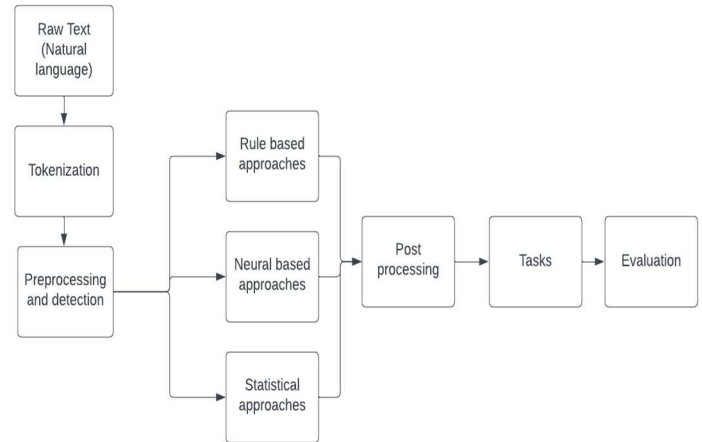 Raw Text
(Natural
language)
Tokenization
Preprocessing
and detection
Rule based
approaches
Neural based
approaches
Statistical
approaches
Post
processing
Tasks
Evaluation